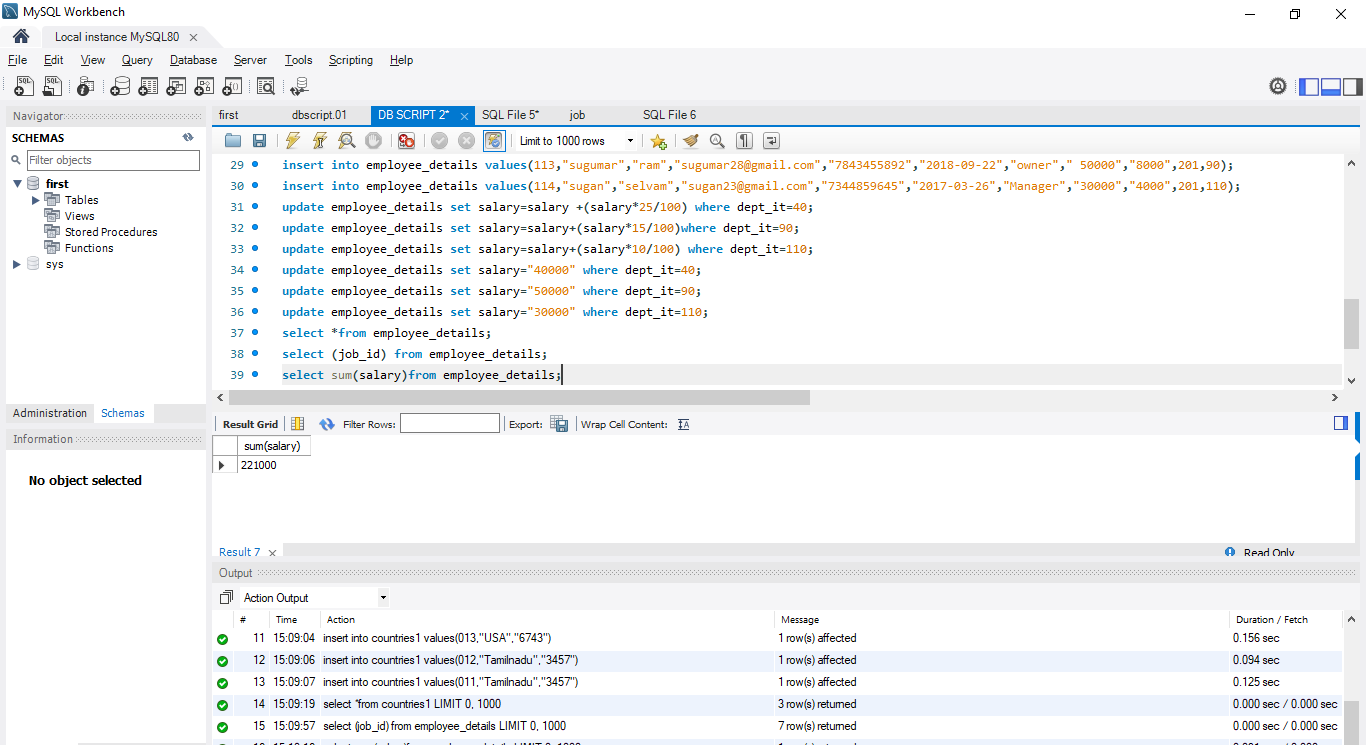 MySQL Workbench
Local instance MySQL80
File Edit View Query Database Server Tools Scripting Help
Navigator
SCHEMAS
Filter objects
first
Tables
Views
Stored Procedures
Functions
sys
Administration Schemas
Information
No object selected
first dbscript.01 DB SCRIPT 2* SQL File 5* job SQL File 6
Limit to 1000 rows
29 insert into employee_details values(113,"sugumar","ram","sugumar28@gmail.com","7843455892","2018-09-22","owner"," 50000","8000",201,90);
30 insert into employee_details values(114,"sugan","selvam","sugan23@gmail.com","7344859645","2017-03-26","Manager","30000","4000",201,110);
31 update employee_details set salary=salary +(salary*25/100) where dept_it=40;
32 update employee_details set salary=salary+(salary*15/100)where dept_it=90;
33 update employee_details set salary=salary+(salary*10/100) where dept_it=110;
34 update employee_details set salary="40000" where dept_it=40;
35 update employee_details set salary="50000" where dept_it=90;
36 update employee_details set salary="30000" where dept_it=110;
37 select *from employee_details;
38 select (job_id) from employee_details;
39 select sum(salary)from employee_details;
Result Grid Filter Rows: Export: Wrap Cell Content:
sum(salary)
221000
Result 7 Read Only
Output
Action Output
# Time Action Message Duration / Fetch
11 15:09:04 insert into countries1 values(013,"USA","6743") 1 row(s) affected 0.156 sec
12 15:09:06 insert into countries1 values(012,"Tamilnadu","3457") 1 row(s) affected 0.094 sec
13 15:09:07 insert into countries1 values(011,"Tamilnadu","3457") 1 row(s) affected 0.125 sec
14 15:09:19 select *from countries1 LIMIT 0, 1000 3 row(s) returned 0.000 sec / 0.000 sec
15 15:09:57 select (job_id) from employee_details LIMIT 0, 1000 7 row(s) returned 0.000 sec / 0.000 sec